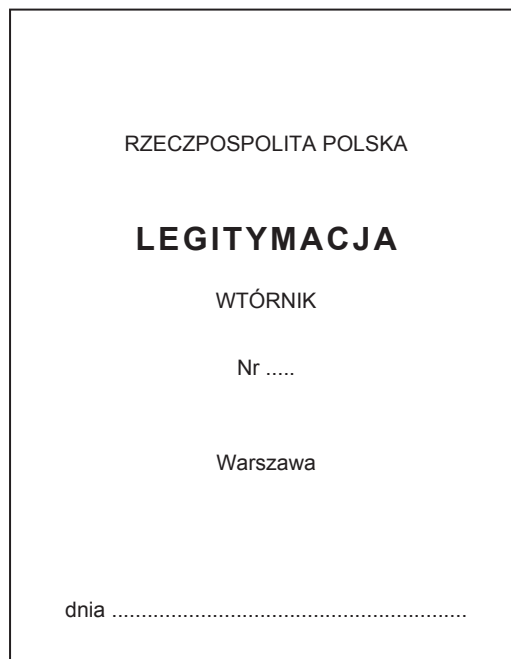 RZECZPOSPOLITA POLSKA
LEGITYMACJA
WTÓRNIK
Nr .....
Warszawa
dnia ............................................................